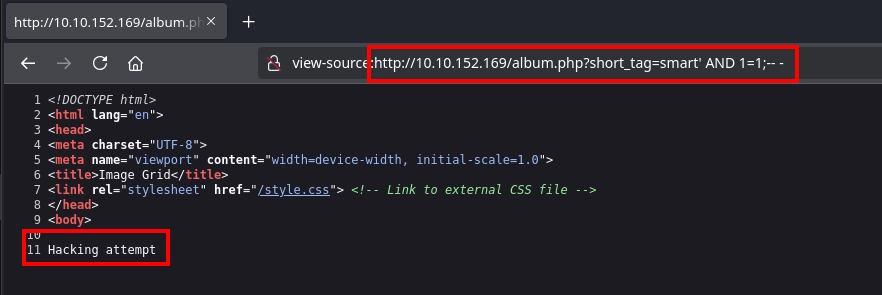 http://10.10.152.169/album.ph
view-source:http://10.10.152.169/album.php?short_tag=smart' AND 1=1;-- -
1 <!DOCTYPE html>
2 <html lang="en">
3 <head>
4 <meta charset="UTF-8">
5 <meta name="viewport" content="width=device-width, initial-scale=1.0">
6 <title>Image Grid</title>
7 <link rel="stylesheet" href="/style.css"> <!-- Link to external CSS file -->
8 </head>
9 <body>
10
11 Hacking attempt